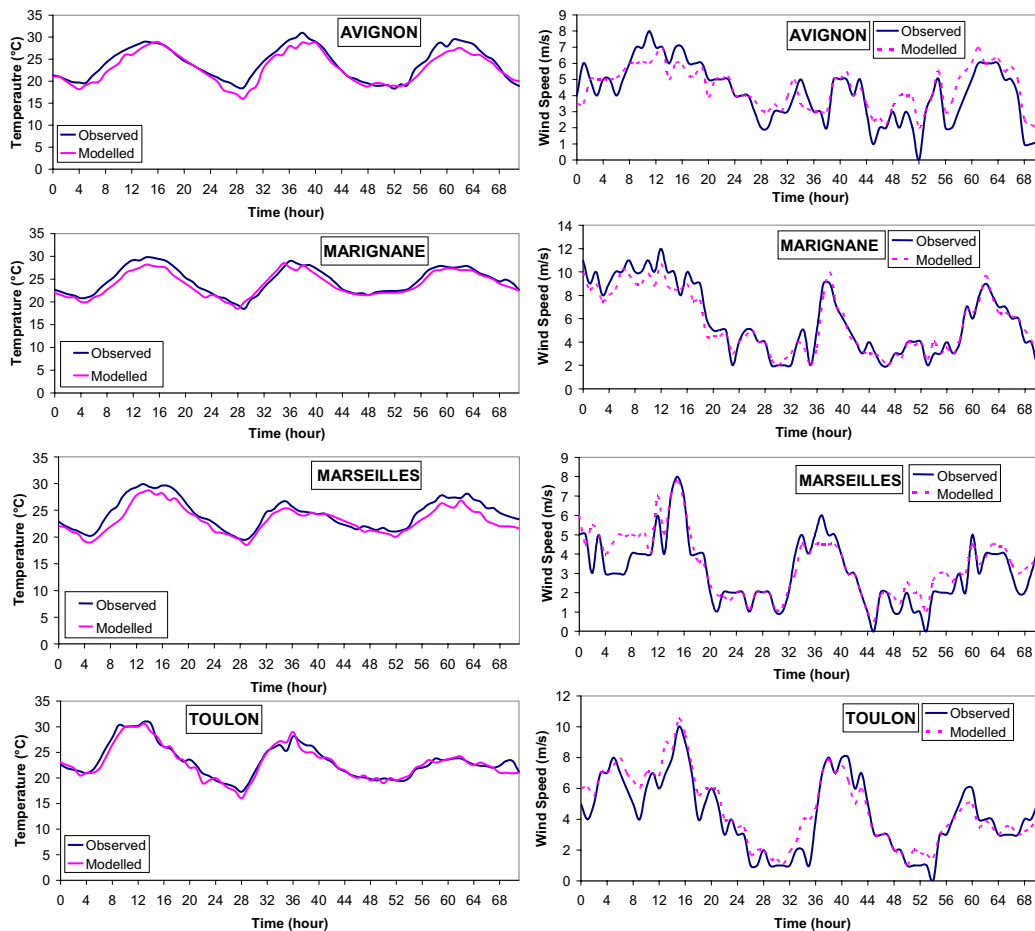 AVIGNON
Temperautre (°C)
35
30
25
20
15
10
5
0
Observed
Modelled
0 4 8 12 16 20 24 28 32 36 40 44 48 52 56 60 64 68
Time (hour)
AVIGNON
Observed
Modelled
Wind Speed (m/s)
9
8
7
6
5
4
3
2
1
0
0 4 8 12 16 20 24 28 32 36 40 44 48 52 56 60 64 68
Time (hour)
MARIGNANE
Temprature (°C)
35
30
25
20
15
10
5
0
Observed
Modelled
0 4 8 12 16 20 24 28 32 36 40 44 48 52 56 60 64 68
Time (hour)
MARIGNANE
Observed
Modelled
Wind Speed (m/s)
14
12
10
8
6
4
2
0
0 4 8 12 16 20 24 28 32 36 40 44 48 52 56 60 64 68
Time (hour)
MARSEILLES
Temperature (°C)
35
30
25
20
15
10
5
0
Observed
Modelled
0 4 8 12 16 20 24 28 32 36 40 44 48 52 56 60 64 68
Time (hour)
MARSEILLES
Observed
Modelled
Wind Speed (m/s)
9
8
7
6
5
4
3
2
1
0
0 4 8 12 16 20 24 28 32 36 40 44 48 52 56 60 64 68
Time (hour)
TOULON
Temperature (°C)
35
30
25
20
15
10
5
0
Observed
Modelled
0 4 8 12 16 20 24 28 32 36 40 44 48 52 56 60 64 68
Time (hour)
TOULON
Observed
Modelled
Wind Speed (m/s)
12
10
8
6
4
2
0
0 4 8 12 16 20 24 28 32 36 40 44 48 52 56 60 64 68
Time (hour)